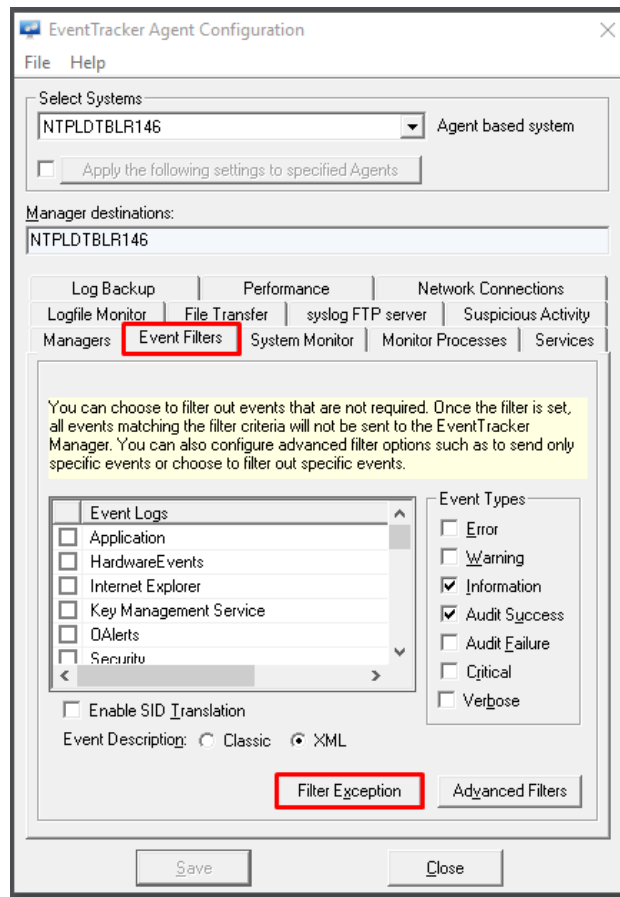 EventTracker Agent Configuration
File Help
Select Systems
NTPLDTBLR146
Agent based system
Apply the following settings to specified Agents
Manager destinations:
NTPLDTBLR146
Log Backup Performance Network Connections
Logfile Monitor File Transfer syslog FTP server Suspicious Activity
Managers Event Filters System Monitor Monitor Processes Services
You can choose to filter out events that are not required. Once the filter is set,
all events matching the filter criteria will not be sent to the EventTracker
Manager. You can also configure advanced filter options such as to send only
specific events or choose to filter out specific events.
Event Logs
Application
HardwareEvents
Internet Explorer
Key Management Service
OAlerts
Security
Event Types
Error
Warning
Information
Audit Success
Audit Failure
Critical
Verbose
Enable SID Translation
Event Description: Classic XML
Filter Exception Advanced Filters
Save Close